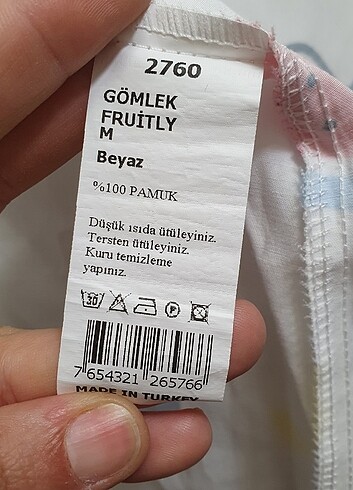 2760
GÖMLEK
FRUİTLY
M
Beyaz
%100 PAMUK
Düşük ısıda ütüleyiniz.
Tersten ütüleyiniz.
Kuru temizleme
yapınız.
30
P
7 654321 265766
MADE IN TURKEY